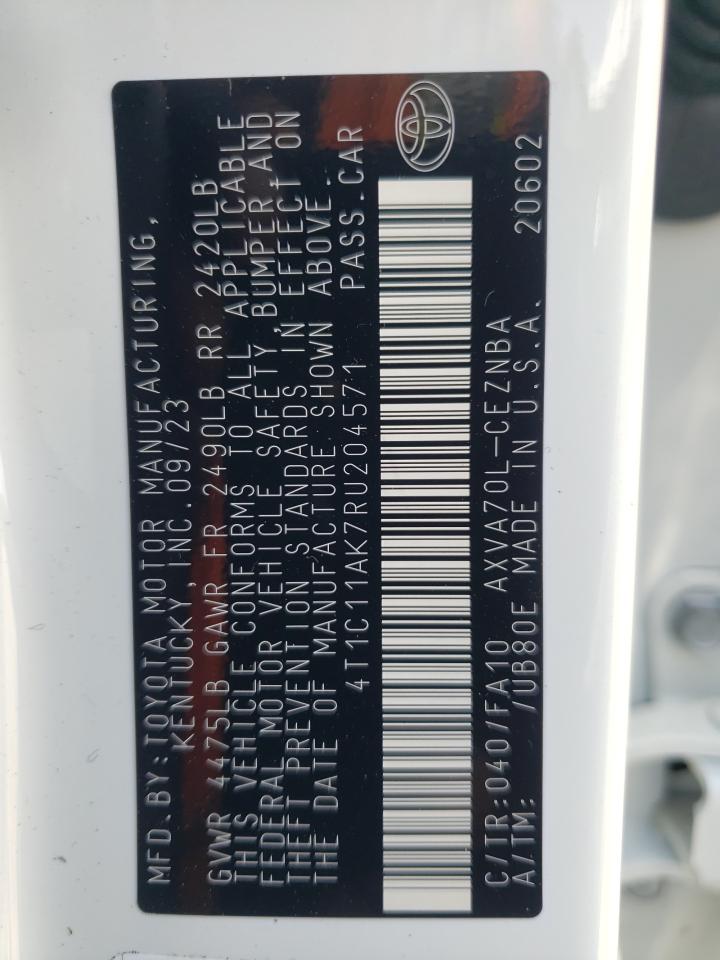 MFD.BY:TOYOTA MOTOR MANUFACTURING,
KENTUCKY, INC.09/23
GVWR 4475LB GAWR FR 2490LB RR 2420LB
THIS VEHICLE CONFORMS TO ALL APPLICABLE
FEDERAL MOTOR VEHICLE SAFETY, BUMPER,AND
THEFT PREVENTION STANDARDS IN EFFECT ON
THE DATE OF MANUFACTURE SHOWN ABOVE.
4T1C11AK7RU204571 PASS.CAR
C/TR:040/FA10 AXVA70L-CEZNBA
A/TM: /UB80E MADE IN U.S.A. 20602